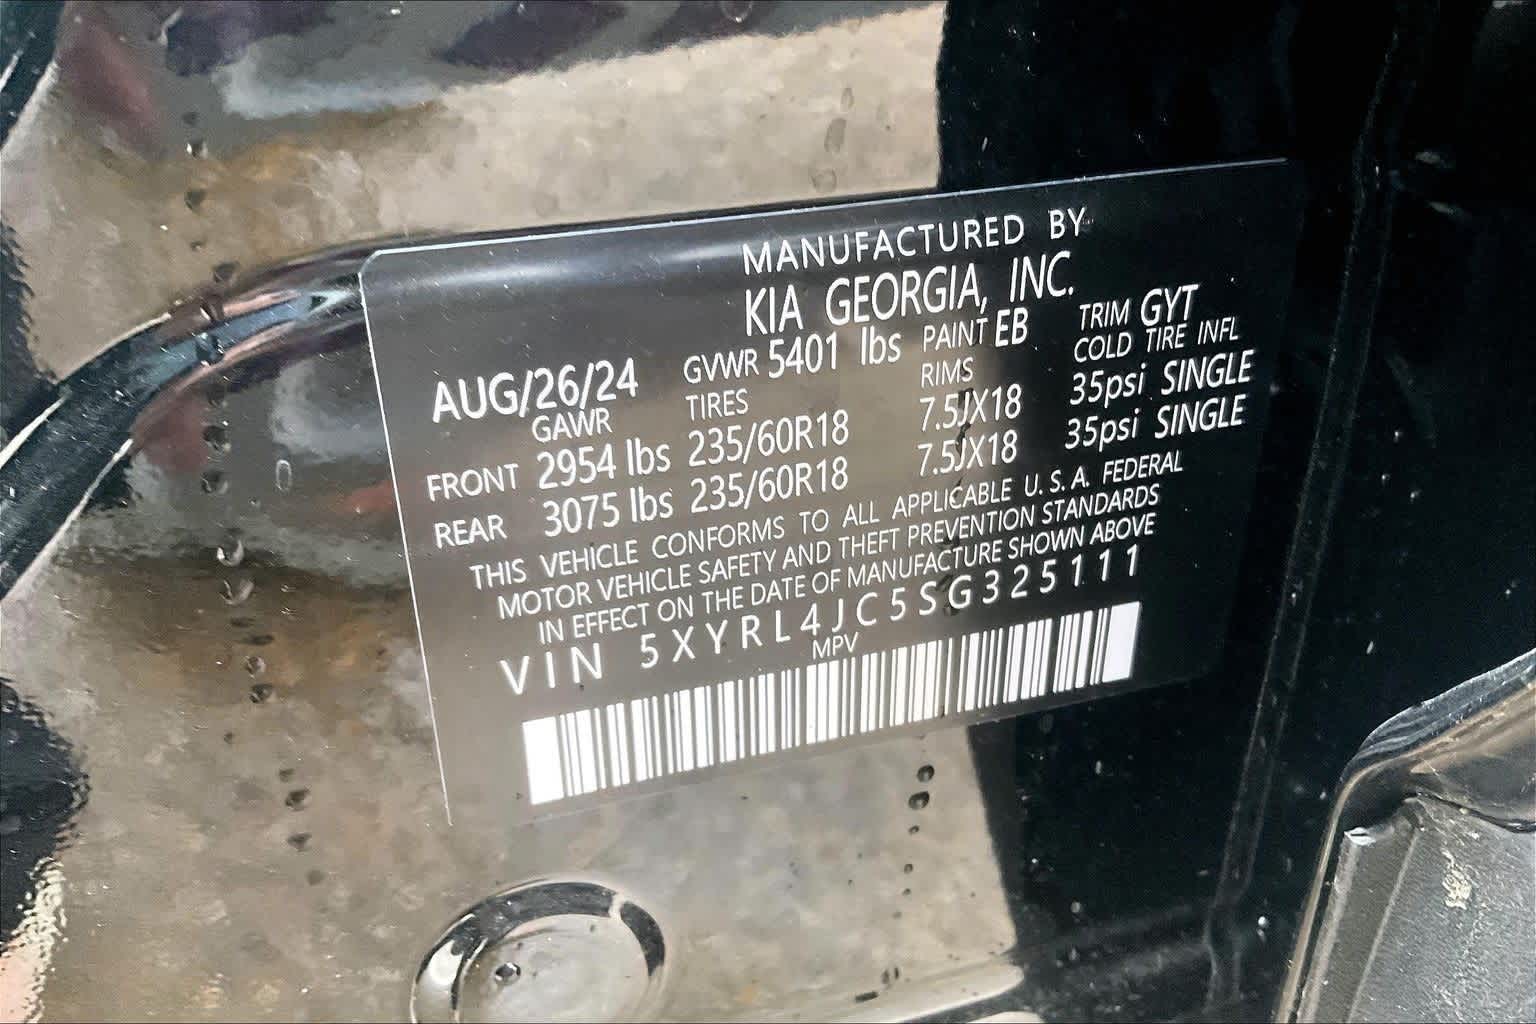 MANUFACTURED BY
KIA GEORGIA, INC.
AUG/26/24 GVWR 5401 lbs PAINT EB TRIM GYT
GAWR TIRES RIMS COLD TIRE INFL
FRONT 2954 lbs 235/60R18 7.5JX18 35psi SINGLE
REAR 3075 lbs 235/60R18 7.5JX18 35psi SINGLE
THIS VEHICLE CONFORMS TO ALL APPLICABLE U.S.A. FEDERAL
MOTOR VEHICLE SAFETY AND THEFT PREVENTION STANDARDS
IN EFFECT ON THE DATE OF MANUFACTURE SHOWN ABOVE
VIN 5XYRL4JC5SG325111
MPV